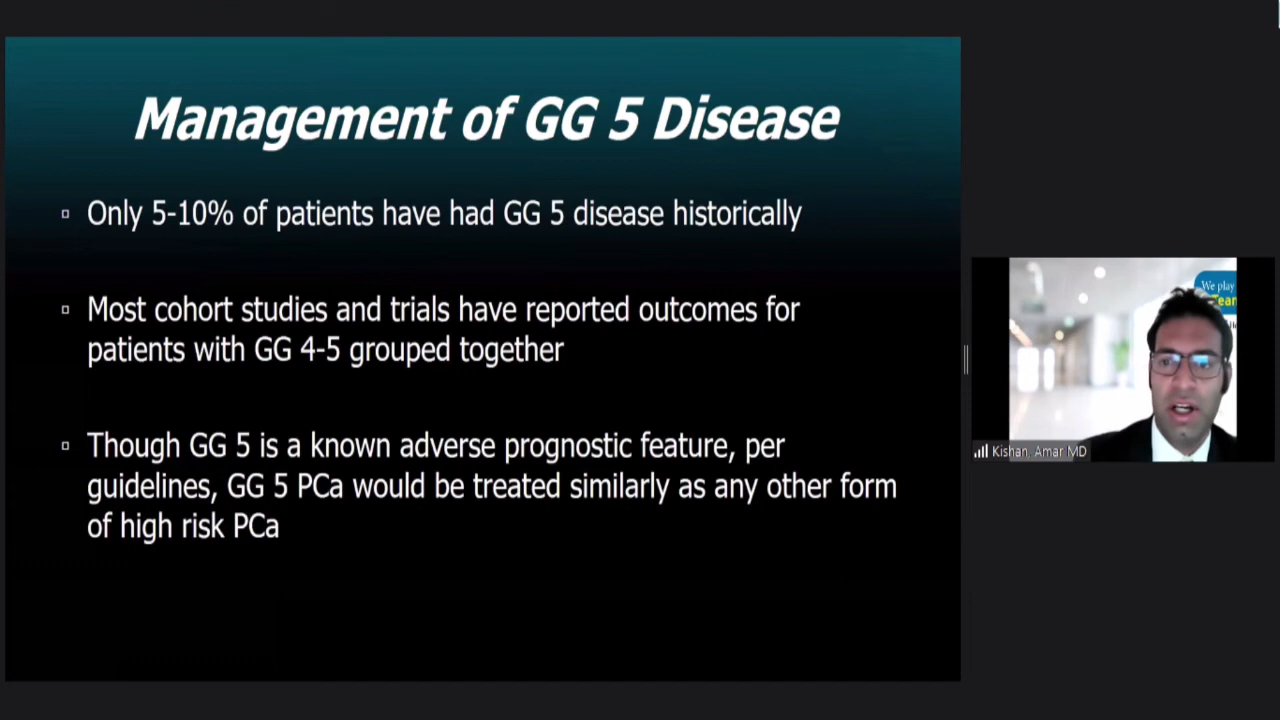 Management of GG 5 Disease
Only 5-10% of patients have had GG 5 disease historically
Most cohort studies and trials have reported outcomes for
patients with GG 4-5 grouped together
Though GG 5 is a known adverse prognostic feature, per
guidelines, GG 5 PCa would be treated similarly as any other form
of high risk PCa
We play
Tean
Kishan, Amar MD